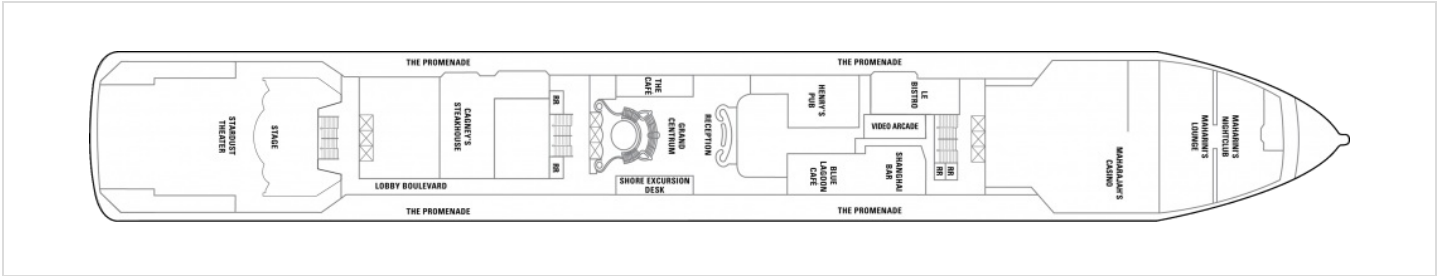 THE PROMENADE
THE PROMENADE
STARDUST
THEATER
STAGE
CAGNEY'S
STEAKHOUSE
RR
RR
LOBBY BOULEVARD
THE
CAFÉ
GRAND
CENTRUM
RECEPTION
SHORE EXCURSION
DESK
HENRY'S
PUB
LE
BISTRO
VIDEO ARCADE
BLUE
LAGOON
CAFÉ
SHANGHAI
BAR
RR
RR
MAHARAJAH'S
CASINO
MAHARINI'S
LOUNGE
MAHARINI'S
NIGHTCLUB
THE PROMENADE
THE PROMENADE